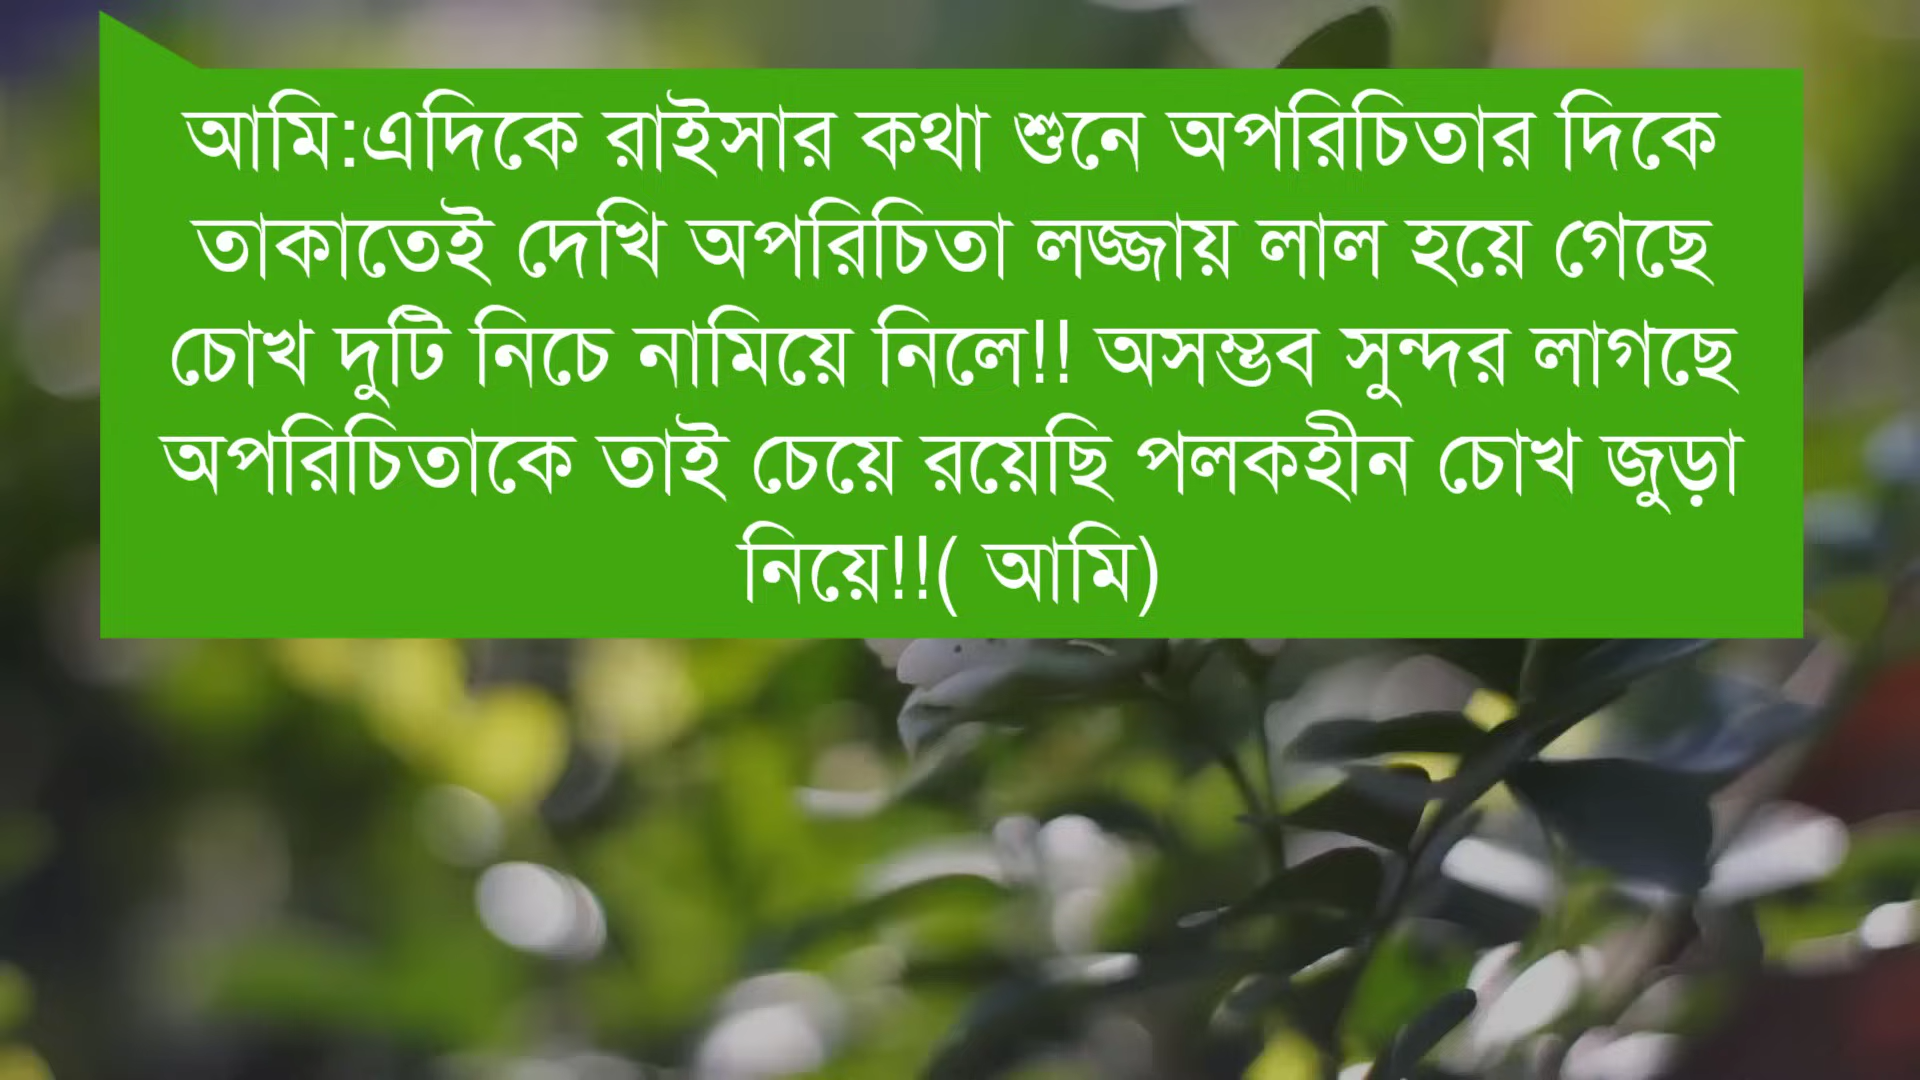 আমি:এদিকে রাইসার কথা শুনে অপরিচিতার দিকে
তাকাতেই দেখি অপরিচিতা লজ্জায় লাল হয়ে গেছে
চোখ দুটি নিচে নামিয়ে নিলে!! অসম্ভব সুন্দর লাগছে
অপরিচিতাকে তাই চেয়ে রয়েছি পলকহীন চোখ জুড়া
নিয়ে!!( আমি)